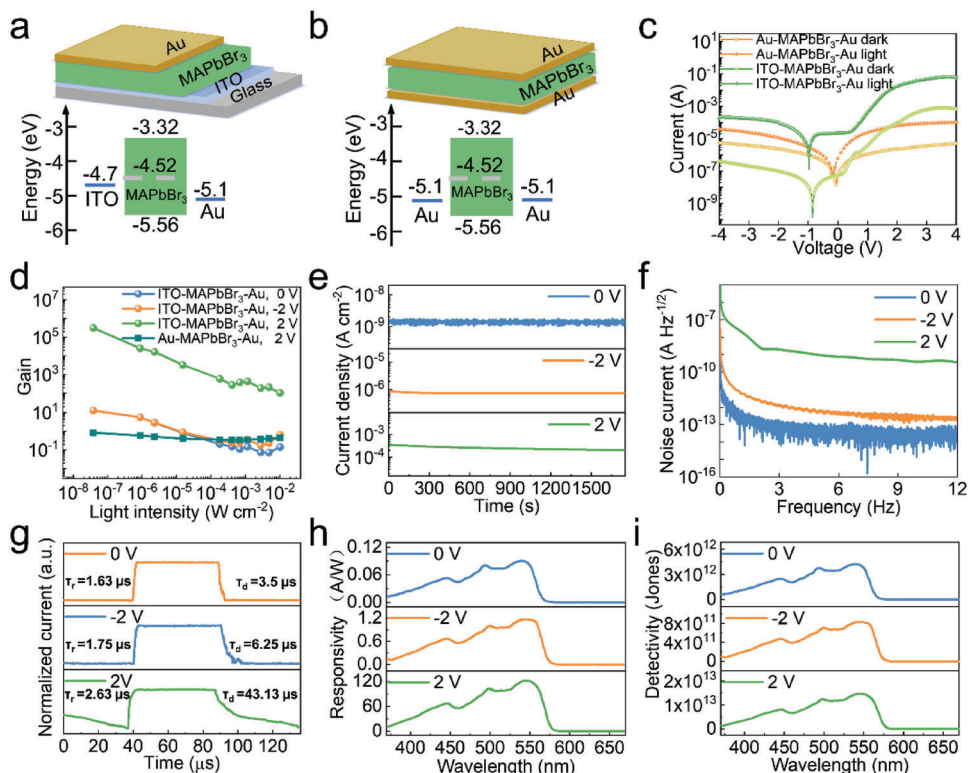 a
Au
MAPbBr3
ITO
Glass
Energy (eV)
-3
-4
-5
-6
-3.32
-4.7
ITO
-4.52
MAPbBr3
-5.1
Au
-5.56
b
Au
MAPbBr3
Au
Energy (eV)
-3
-4
-5
-6
-3.32
-5.1
Au
-4.52
MAPbBr3
-5.1
Au
-5.56
c
Au-MAPbBr3-Au dark
Au-MAPbBr3-Au light
ITO-MAPbBr3-Au dark
ITO-MAPbBr3-Au light
Current (A)
10^1
10^-1
10^-3
10^-5
10^-7
10^-9
-4 -3 -2 -1 0 1 2 3 4
Voltage (V)
d
ITO-MAPbBr3-Au, 0 V
ITO-MAPbBr3-Au, -2 V
ITO-MAPbBr3-Au, 2 V
Au-MAPbBr3-Au, 2 V
Gain
10^7
10^5
10^3
10^1
10^-1
10^-8 10^-7 10^-6 10^-5 10^-4 10^-3 10^-2 10^-1
Light intensity (W cm-2)
e
Current density (A cm-2)
0 V
10^-8
10^-9
-2 V
10^-5
10^-6
2 V
10^-3
10^-4
0 300 600 900 1200 1500
Time (s)
f
0 V
-2 V
2 V
Noise current (A Hz-1/2)
10^-7
10^-10
10^-13
10^-16
0 3 6 9 12
Frequency (Hz)
g
Normalized current (a.u.)
0 V
τr =1.63 μs
τd =3.5 μs
-2 V
τr =1.75 μs
τd =6.25 μs
2V
τr =2.63 μs
τd =43.13 μs
0 40 80 120
Time (μs)
h
Responsivity (A/W)
0 V
0.12
0.06
0.00
-2 V
1.2
0.6
0.0
2 V
120
60
0
400 450 500 550 600 650
Wavelength (nm)
i
Detectivity (Jones)
0 V
6x10^12
3x10^12
0
-2 V
8x10^11
4x10^11
0
2 V
2x10^13
1x10^13
0
400 450 500 550 600 650
Wavelength (nm)